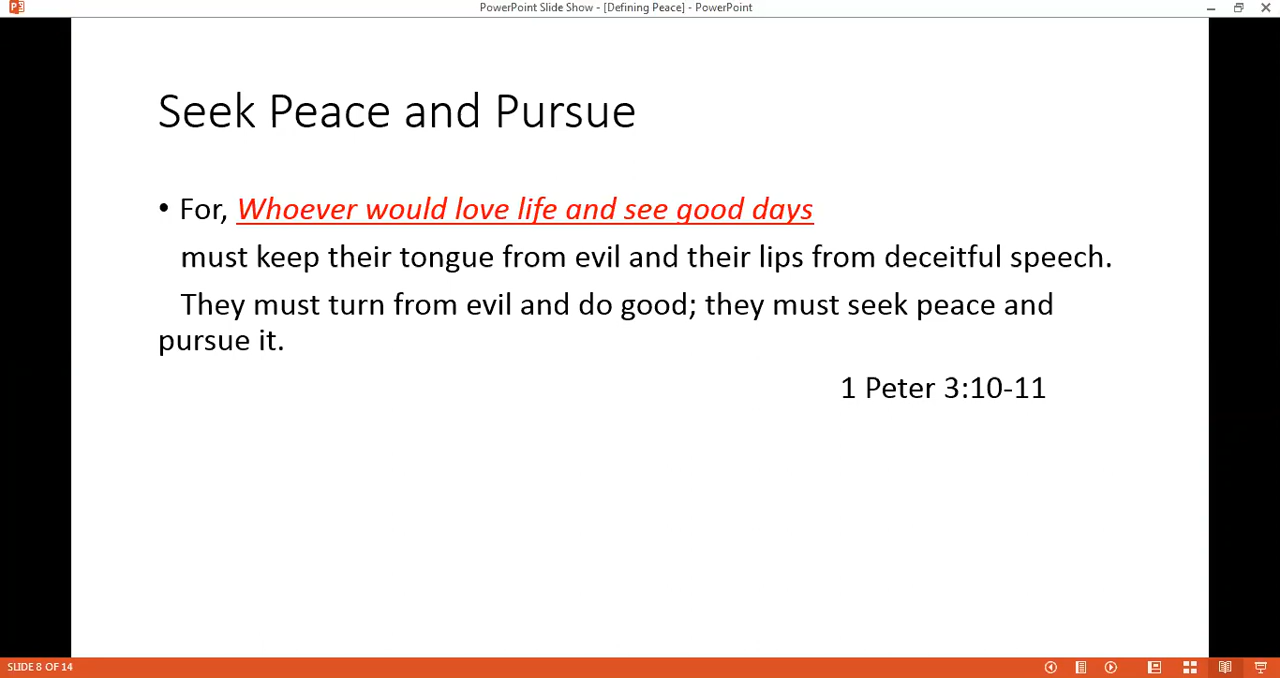 PowerPoint Slide Show - [Defining Peace] - PowerPoint
Seek Peace and Pursue
• For, Whoever would love life and see good days
must keep their tongue from evil and their lips from deceitful speech.
They must turn from evil and do good; they must seek peace and
pursue it.
1 Peter 3:10-11
SLIDE 8 OF 14